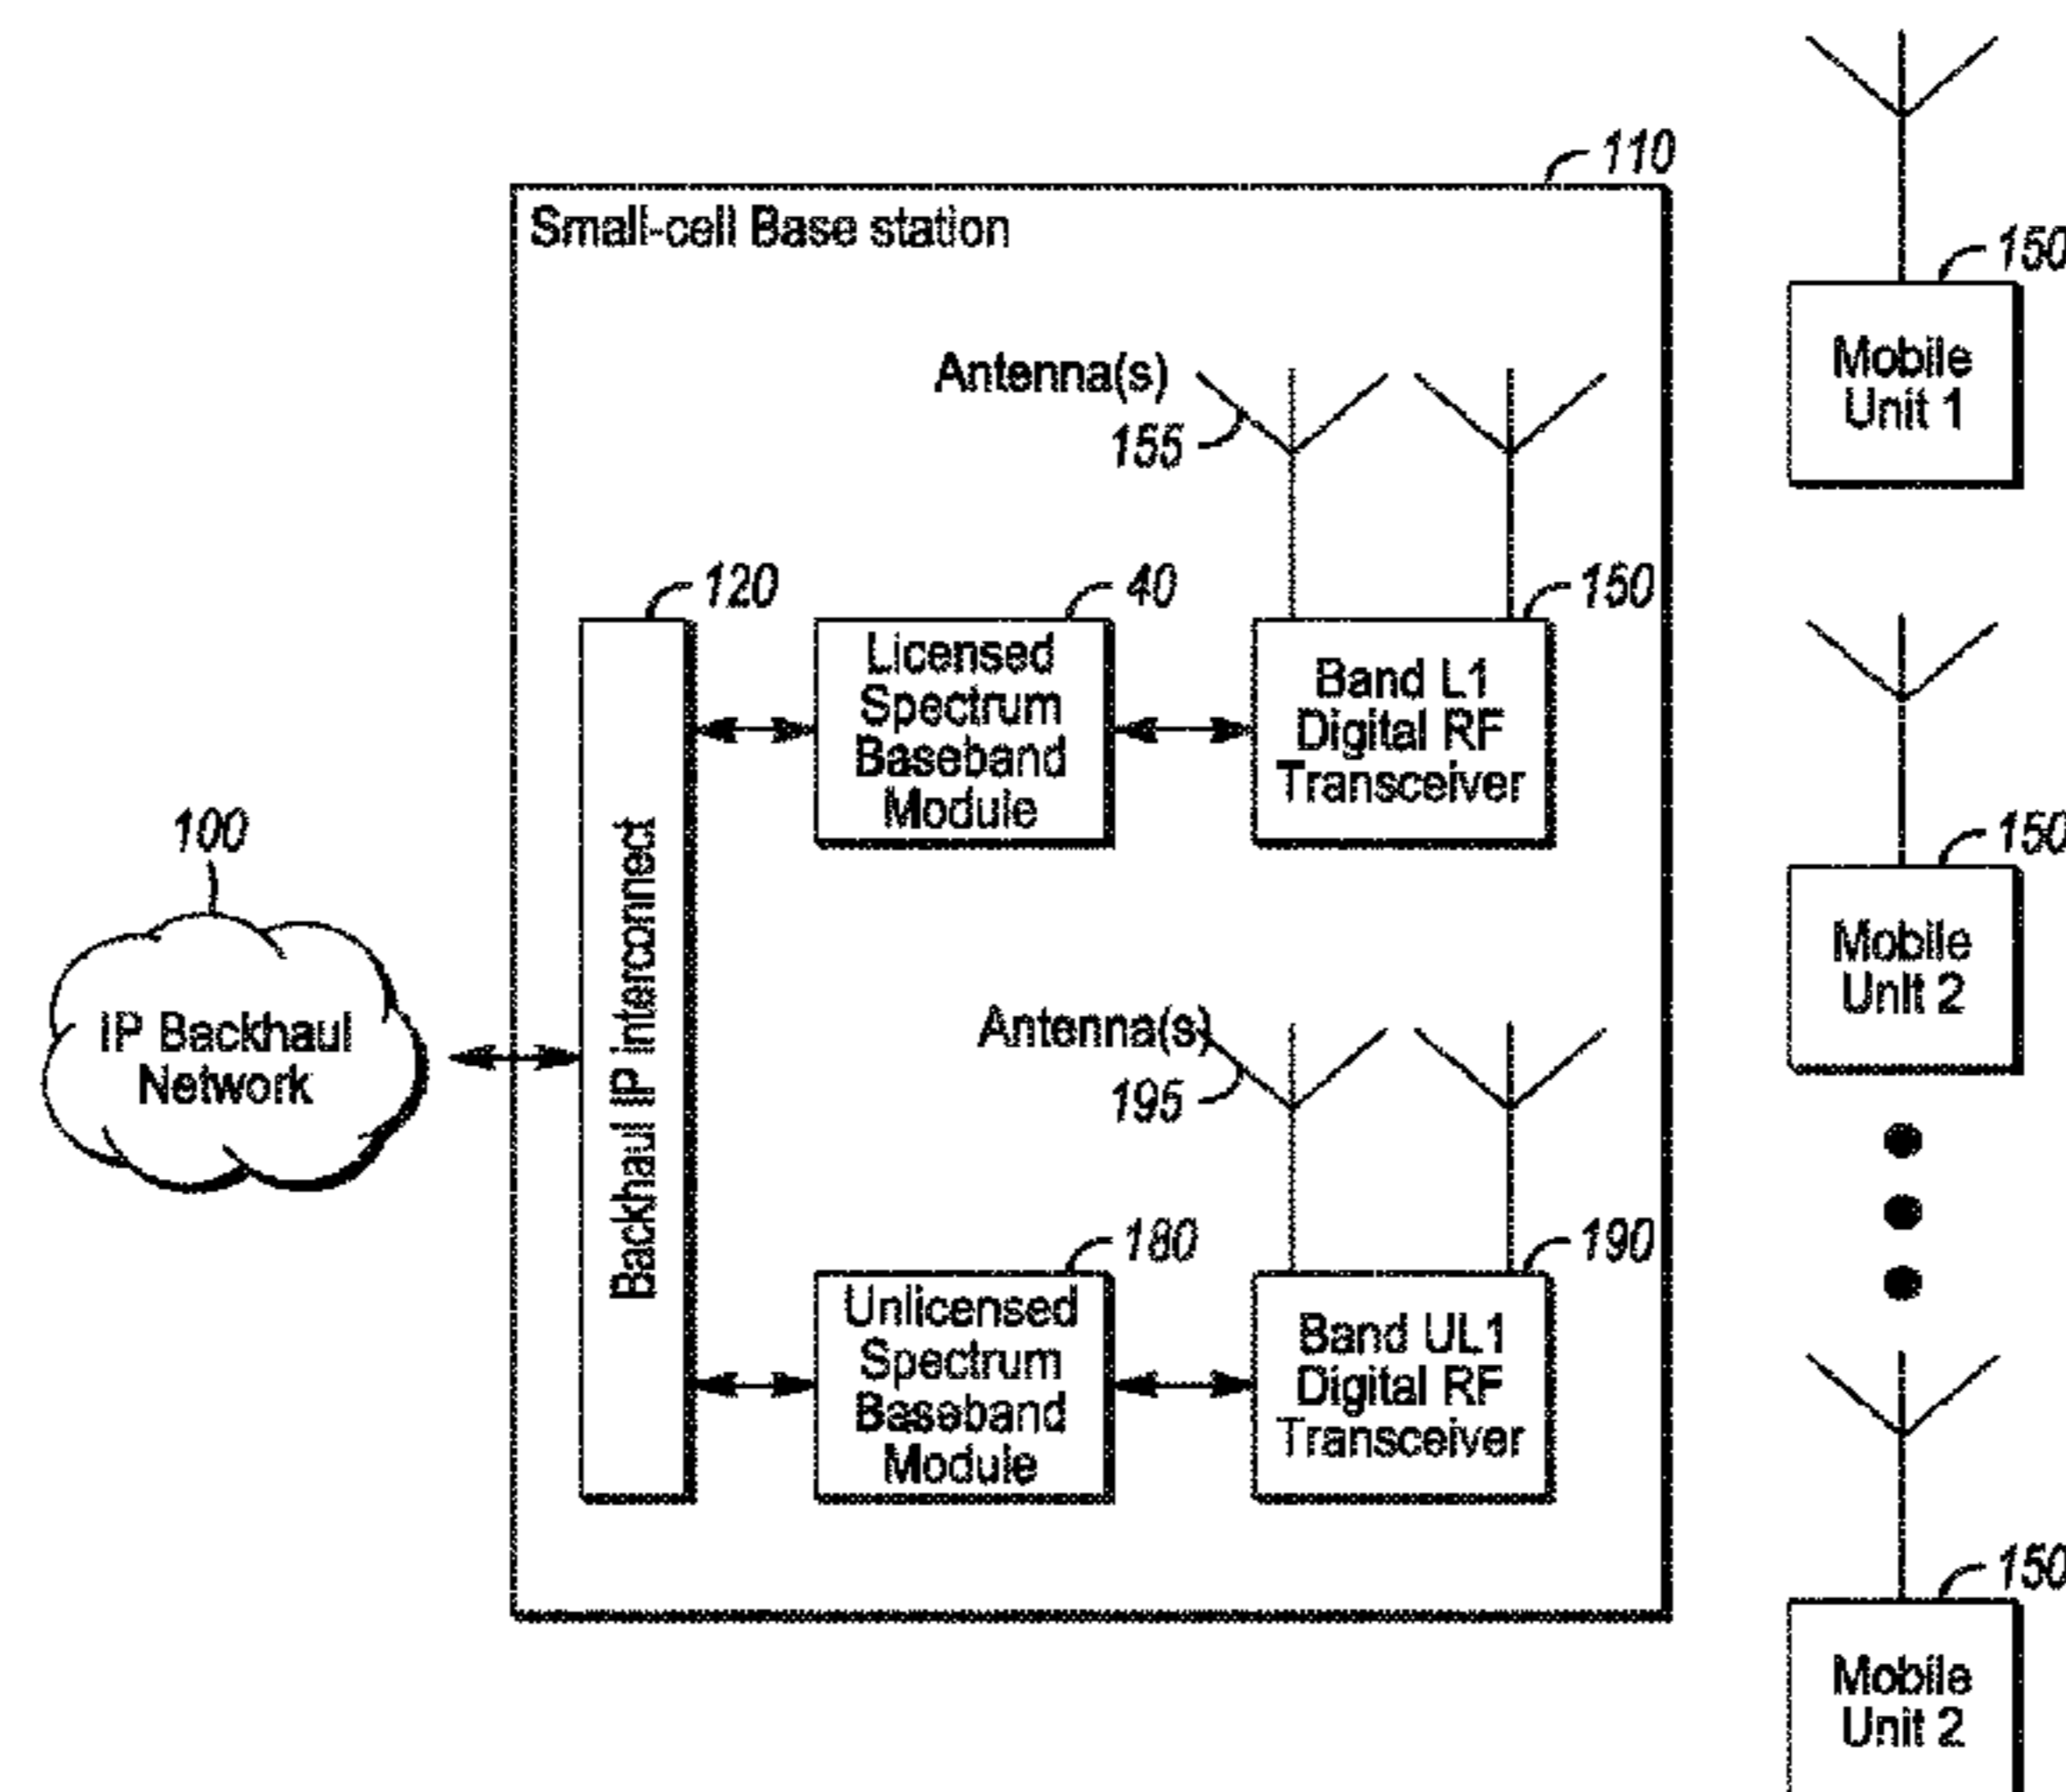 110
Small-cell Base station
150
Antenna(s)
155
Mobile
Unit 1
120
40
150
Licensed
Spectrum
Baseband
Module
Band L1
Digital RF
Transceiver
150
Mobile
Unit 2
100
IP Backhaul
Network
Backhaul IP interconnect
Antenna(s)
195
180
190
Unlicensed
Spectrum
Baseband
Module
Band UL1
Digital RF
Transceiver
150
Mobile
Unit 2